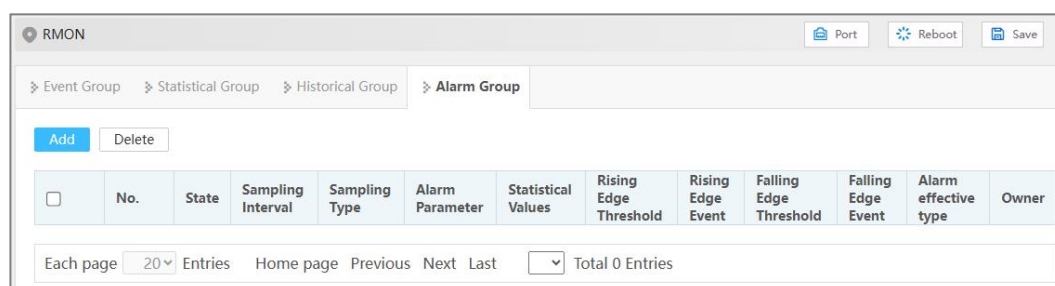 RMON Port Reboot Save
Event Group Statistical Group Historical Group Alarm Group
Add Delete
No. State Sampling Interval Sampling Type Alarm Parameter Statistical Values Rising Edge Threshold Rising Edge Event Falling Edge Threshold Falling Edge Event Alarm effective type Owner
Each page 20 Entries Home page Previous Next Last Total 0 Entries